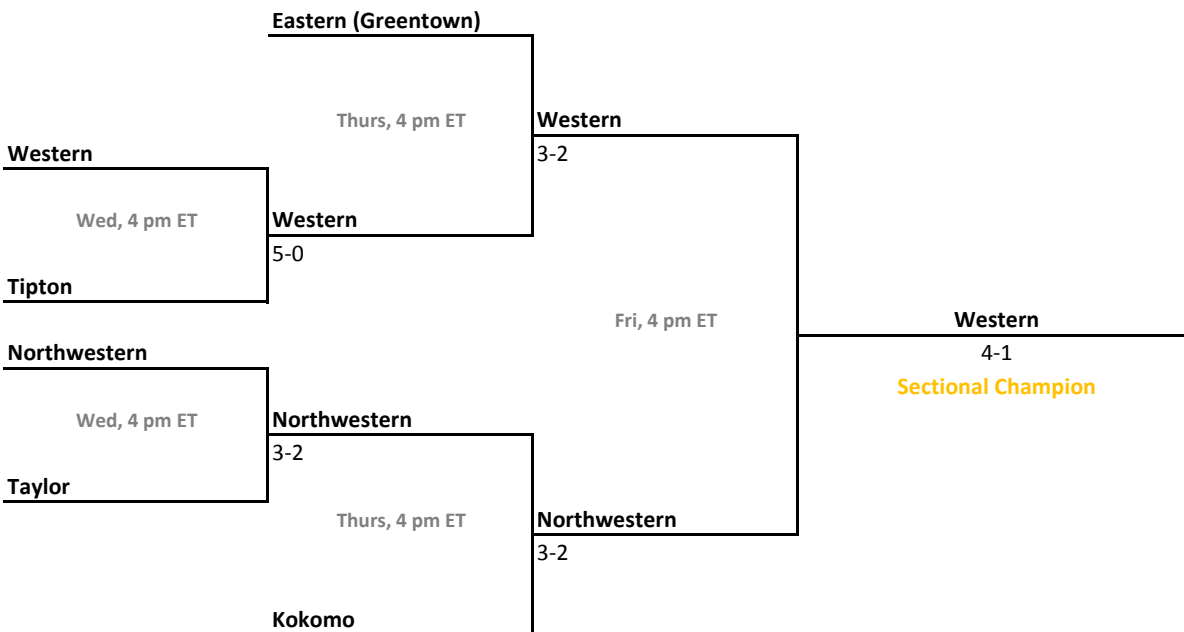 Eastern (Greentown)
Thurs, 4 pm ET
Western
Western
3-2
Wed, 4 pm ET
Western
5-0
Tipton
Fri, 4 pm ET
Western
4-1
Northwestern
Sectional Champion
Wed, 4 pm ET
Northwestern
3-2
Taylor
Thurs, 4 pm ET
Northwestern
3-2
Kokomo